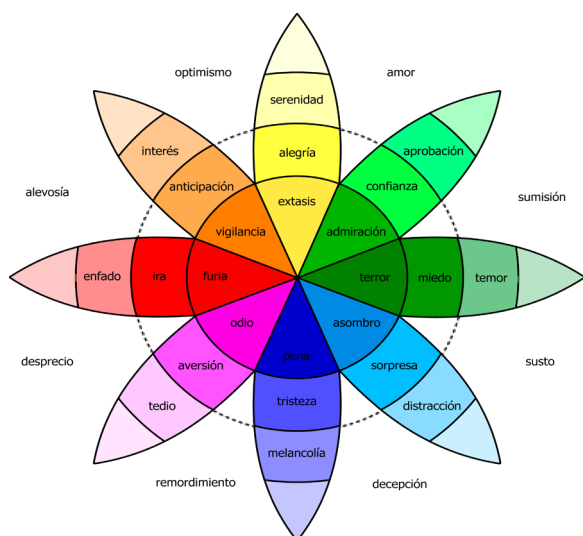 optimismo
amor
serenidad
interés
alegría
aprobación
anticipación
confianza
alevosía
extasis
sumisión
vigilancia
admiración
enfado
ira
furia
terror
miedo
temor
odio
asombro
desprecio
aversión
pena
sorpresa
susto
tedio
tristeza
distracción
melancolía
remordimiento
decepción